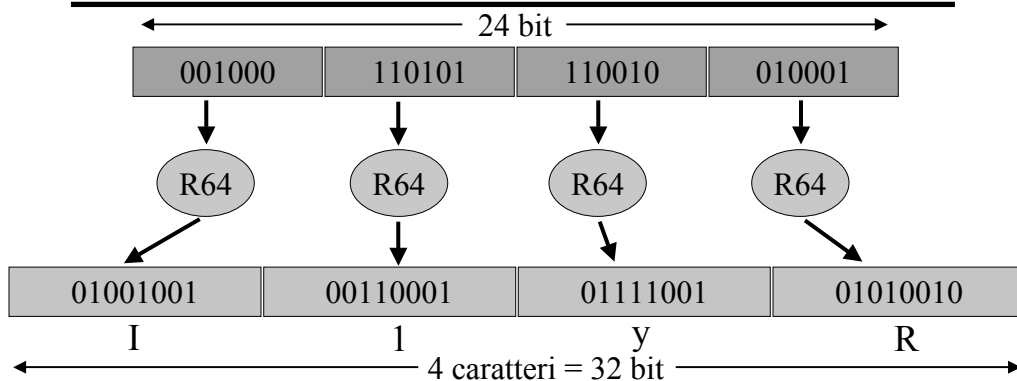 24 bit
001000 110101 110010 010001
R64 R64 R64 R64
01001001 00110001 01111001 01010010
I 1 y R
4 caratteri = 32 bit